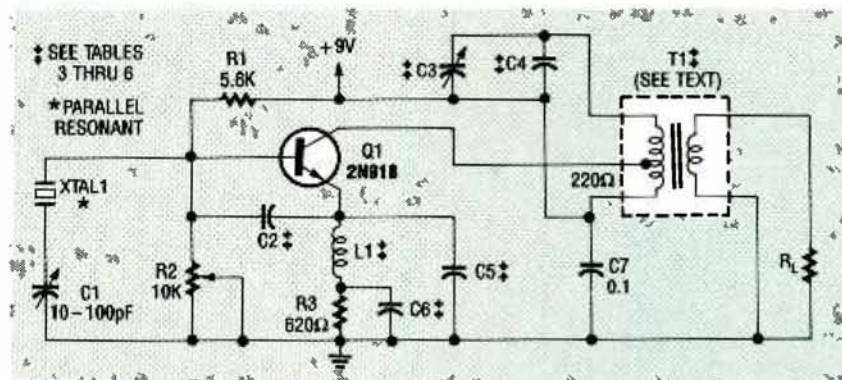 ‡ SEE TABLES
3 THRU 6
* PARALLEL
RESONANT
R1
5.6K
+9V
‡ C3
‡ C4
T1‡
(SEE TEXT)
Q1
2N918
220Ω
XTAL1
*
C2‡
L1‡
C5‡
C7
0.1
RL
R2
10K
R3
620Ω
C6‡
C1
10-100pF